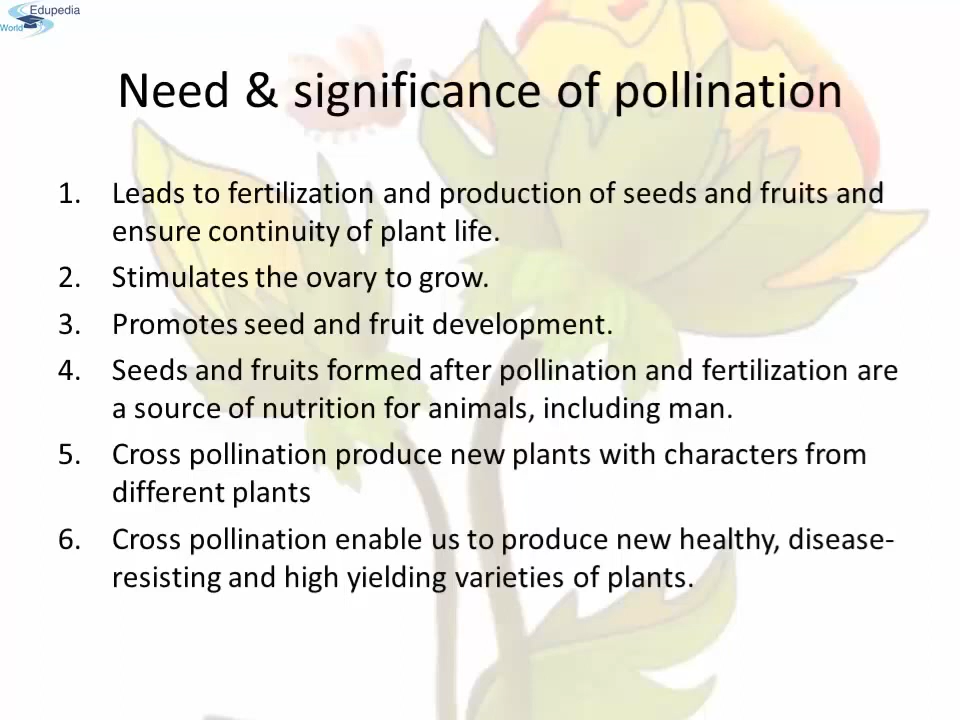 Edupedia
World
Need & significance of pollination
1. Leads to fertilization and production of seeds and fruits and
ensure continuity of plant life.
2. Stimulates the ovary to grow.
3. Promotes seed and fruit development.
4. Seeds and fruits formed after pollination and fertilization are
a source of nutrition for animals, including man.
5. Cross pollination produce new plants with characters from
different plants
6. Cross pollination enable us to produce new healthy, disease-
resisting and high yielding varieties of plants.